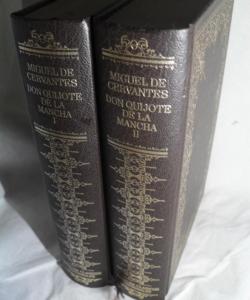 MIGUEL DE
CERVANTES
DON QUIJOTE
DE LA
MANCHA
MIGUEL DE
CERVANTES
DON QUIJOTE
DE LA
MANCHA
II